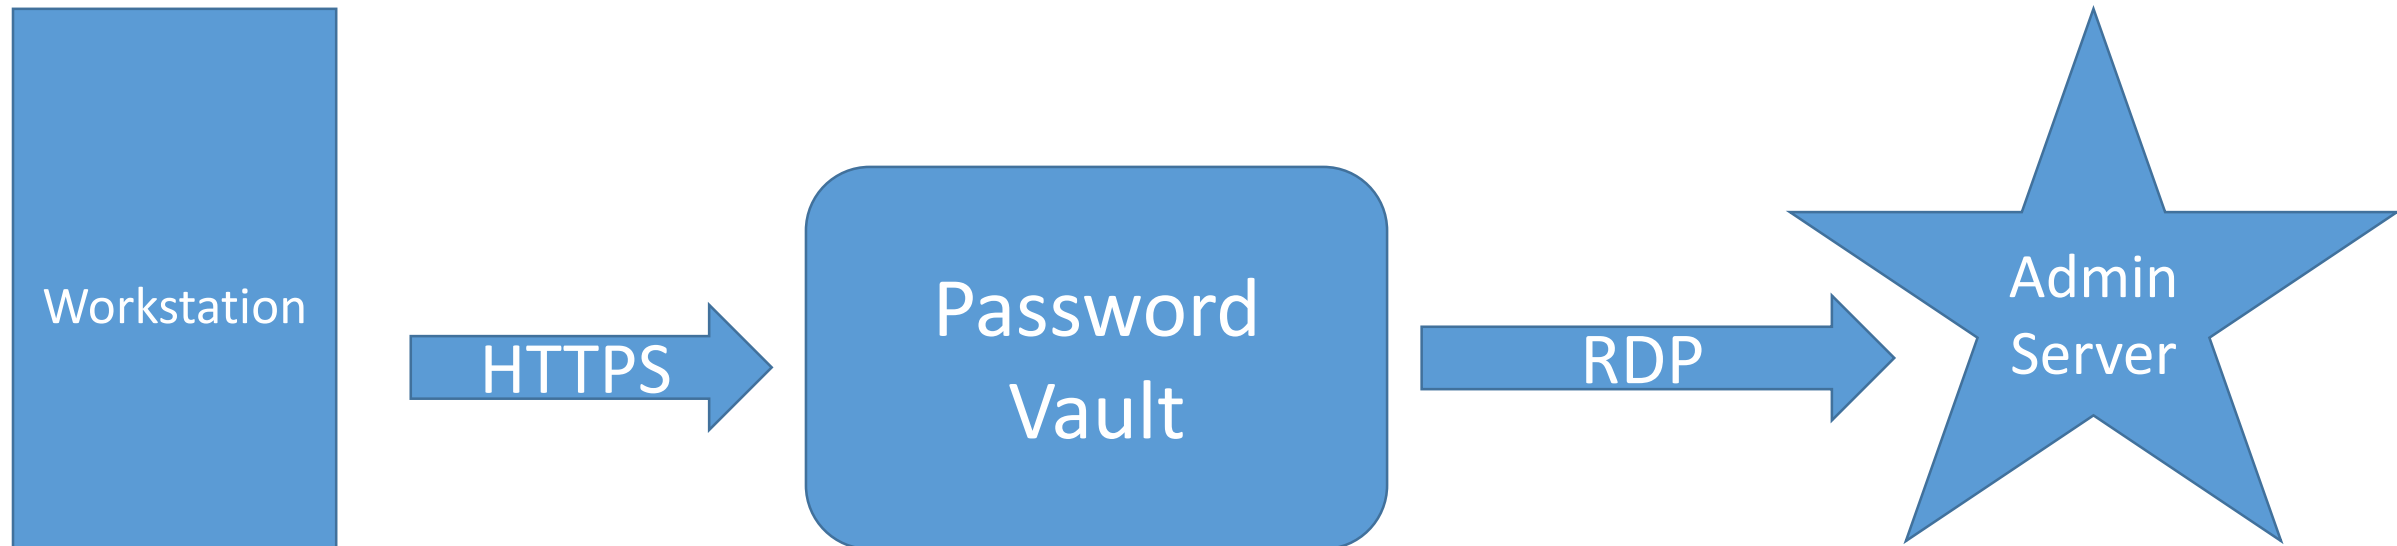 Workstation
HTTPS
Password
Vault
RDP
Admin
Server